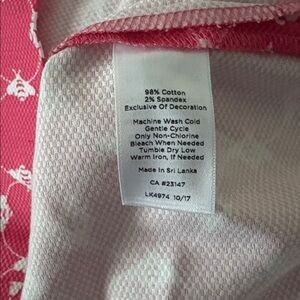 98% Cotton
2% Spandex
Exclusive Of Decoration
Machine Wash Cold
Gentle Cycle
Only Non-Chlorine
Bleach When Needed
Tumble Dry Low
Warm Iron, If Needed
Made In Sri Lanka
CA #23147
LK4974 10/17